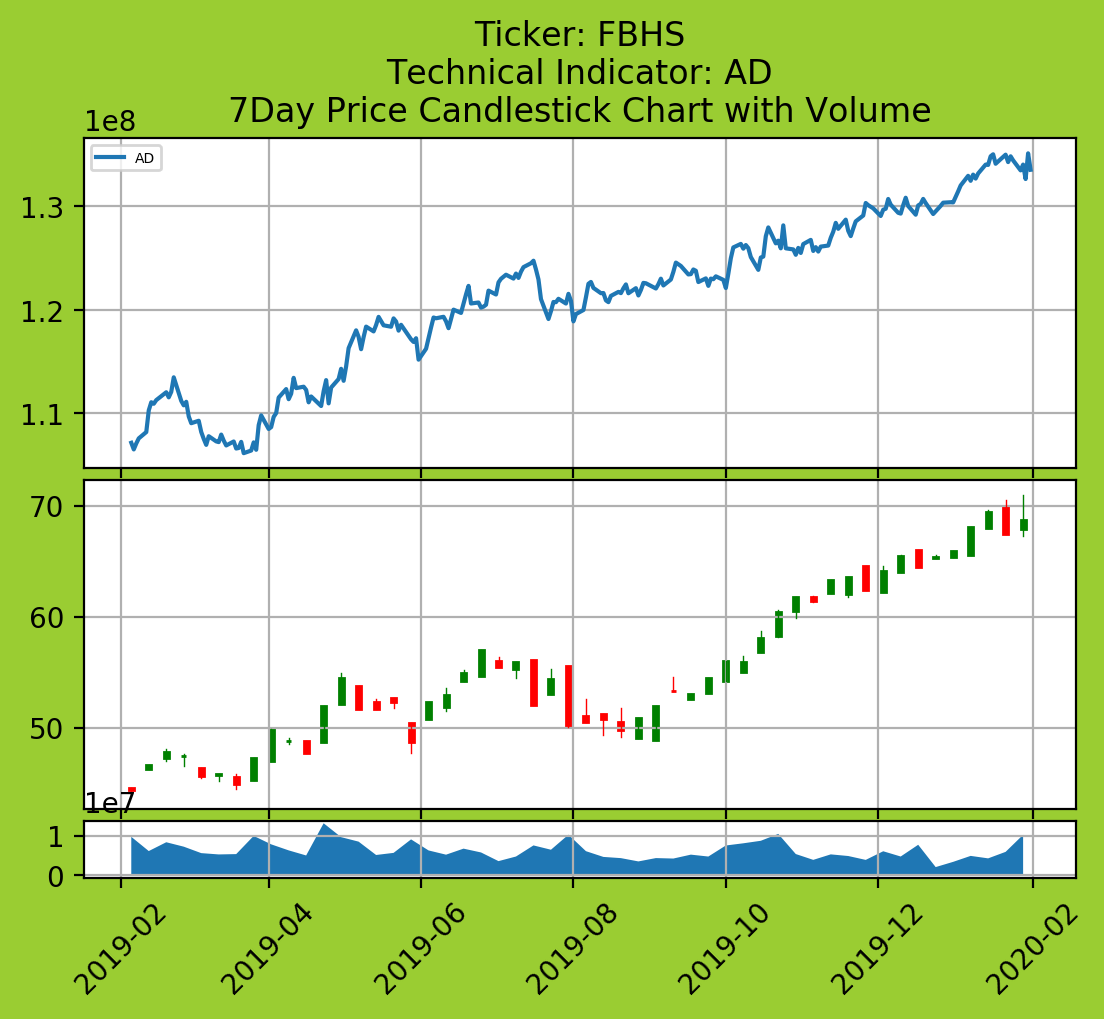 Ticker: FBHS
Technical Indicator: AD
7Day Price Candlestick Chart with Volume
1e8
AD
1.3
1.2
1.1
70
60
50
1e7
1
0
2019-02
2019-04
2019-06
2019-08
2019-10
2019-12
2020-02